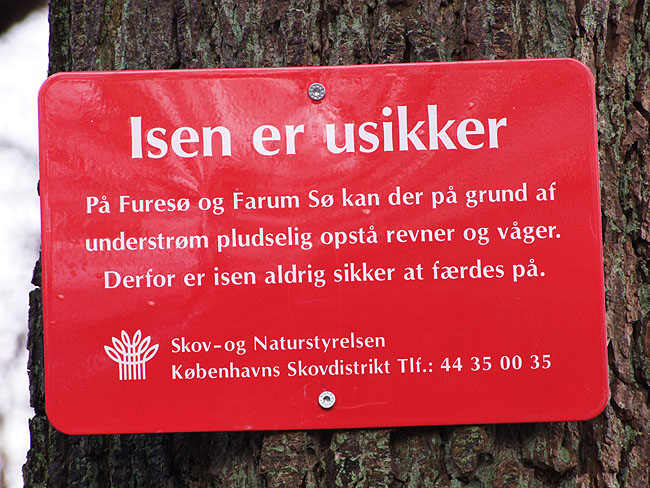 Isen er usikker
På Furesø og Farum Sø kan der på grund af
understrøm pludselig opstå revner og våger.
Derfor er isen aldrig sikker at færdes på.
Skov-og Naturstyrelsen
Københavns Skovdistrikt Tlf.: 44 35 00 35